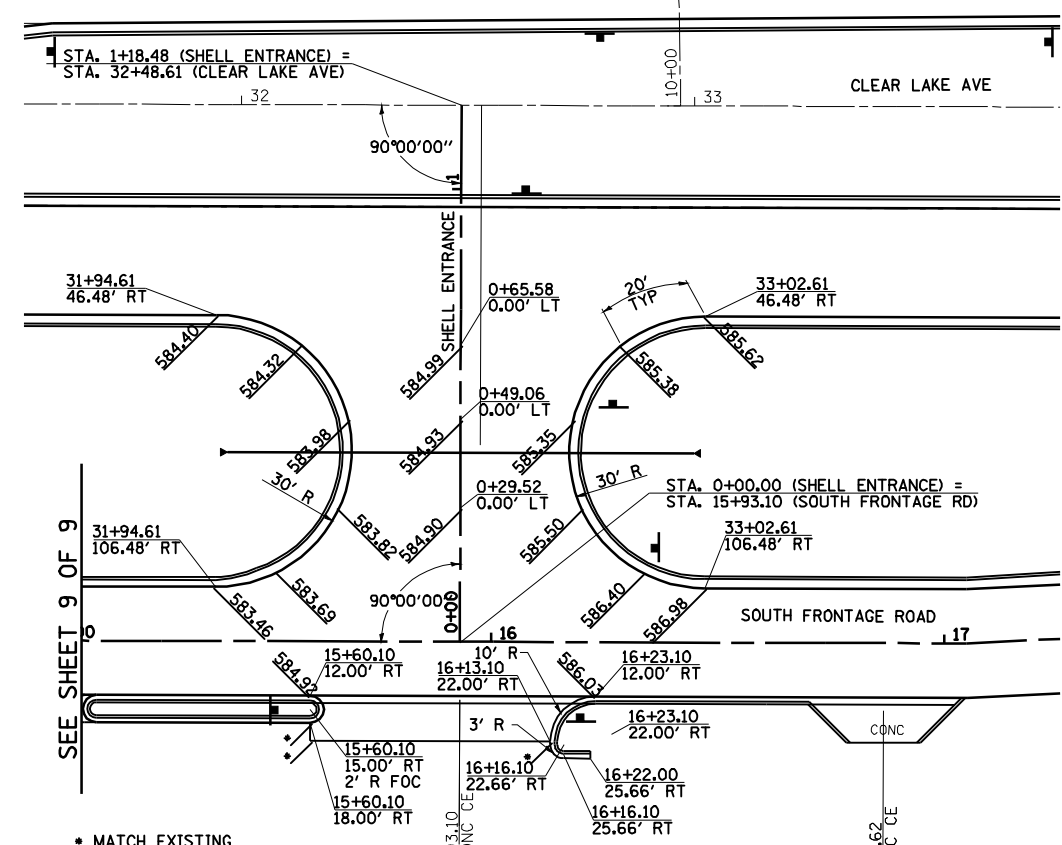 STA. 1+18.48 (SHELL ENTRANCE) =
STA. 32+48.61 (CLEAR LAKE AVE)
32
10+00
33
CLEAR LAKE AVE
90°00'00"
1
SHELL ENTRANCE
31+94.61
46.48' RT
0+65.58
0.00' LT
20'
TYP
33+02.61
46.48' RT
584.40
584.32
584.99
585.38
585.62
0+49.06
0.00' LT
583.98
584.93
585.35
30' R
30' R
0+29.52
0.00' LT
STA. 0+00.00 (SHELL ENTRANCE) =
STA. 15+93.10 (SOUTH FRONTAGE RD)
31+94.61
106.48' RT
583.82
584.90
585.50
33+02.61
106.48' RT
SEE SHEET 9 OF 9
583.46
583.69
90°00'00"
0+00
586.40
586.98
SOUTH FRONTAGE ROAD
16
17
584.92
15+60.10
12.00' RT
10' R
16+13.10
22.00' RT
586.03
16+23.10
12.00' RT
3' R
16+23.10
22.00' RT
CONC
*
*
*
15+60.10
15.00' RT
2' R FOC
16+16.10
22.66' RT
16+22.00
25.66' RT
15+60.10
18.00' RT
16+16.10
25.66' RT
3.10
ONC CE
.62
C CE
* MATCH EXISTING